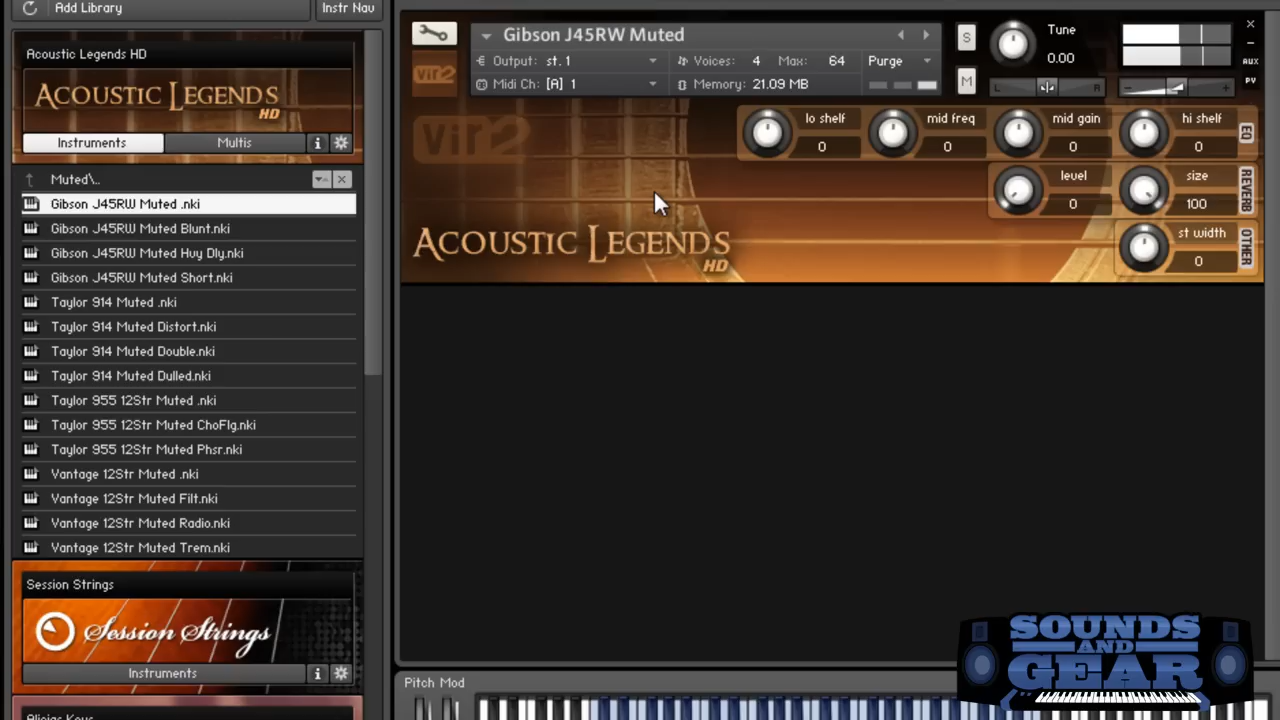 Add Library
Instr Nav
Acoustic Legends HD
ACOUSTIC LEGENDS
HD
Instruments
Multis
i
Muted\..
Gibson J45RW Muted .nki
Gibson J45RW Muted Blunt.nki
Gibson J45RW Muted Huy Dly.nki
Gibson J45RW Muted Short.nki
Taylor 914 Muted .nki
Taylor 914 Muted Distort.nki
Taylor 914 Muted Double.nki
Taylor 914 Muted Dulled.nki
Taylor 955 12Str Muted .nki
Taylor 955 12Str Muted ChoFlg.nki
Taylor 955 12Str Muted Phsr.nki
Vantage 12Str Muted .nki
Vantage 12Str Muted Filt.nki
Vantage 12Str Muted Radio.nki
Vantage 12Str Muted Trem.nki
Session Strings
Session Strings
Instruments
i
Gibson J45RW Muted
Output: st. 1
Voices: 4 Max: 64
Purge
Midi Ch: [A] 1
Memory: 21.09 MB
S
M
Tune
0.00
L
R
AUX
PV
VIR2
VIR2
lo shelf
0
mid freq
0
mid gain
0
hi shelf
0
EQ
level
0
size
100
REVERB
st width
0
OTHER
ACOUSTIC LEGENDS
HD
Pitch Mod
SOUNDS
AND
GEAR